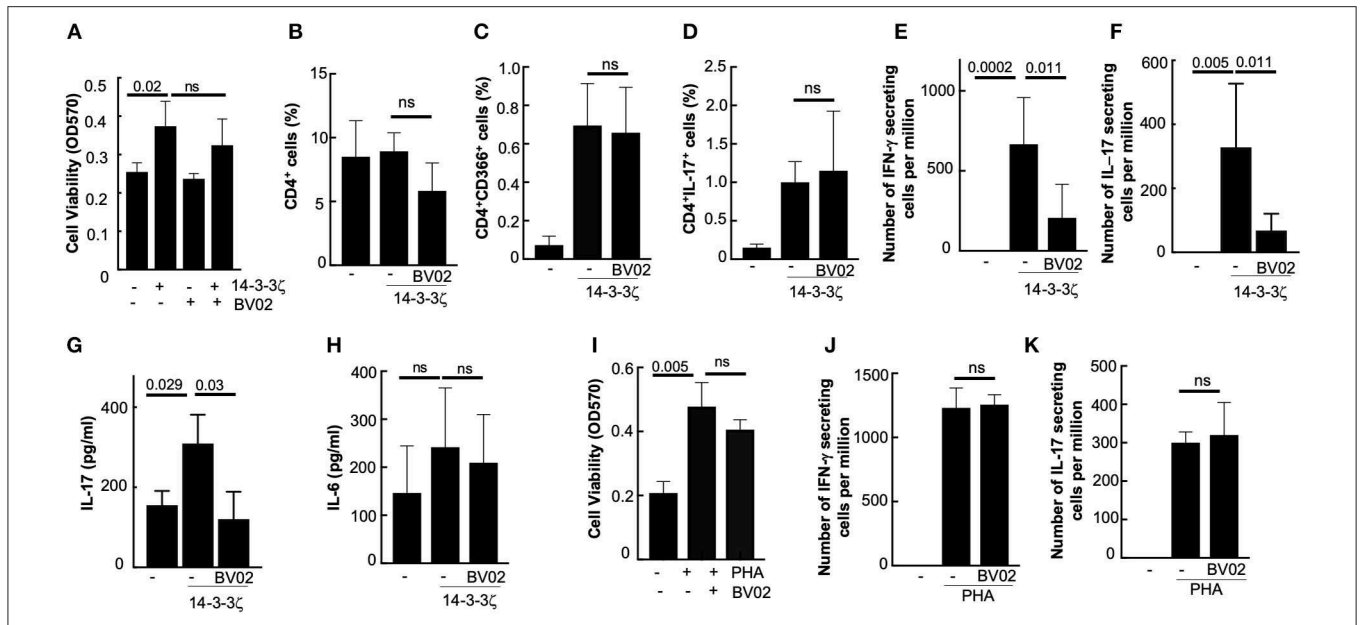 A
Cell Viability (OD570)
0.5
0.4
0.3
0.2
0.1
0
0.02
ns
- + - + 14-3-3ζ
- - + + BV02
B
CD4+ cells (%)
15
10
5
0
ns
- - BV02
14-3-3ζ
C
CD4+CD366+ cells (%)
1.0
0.8
0.6
0.4
0.2
0.0
ns
- - BV02
14-3-3ζ
D
CD4+IL-17+ cells (%)
2.5
2.0
1.5
1.0
0.5
0.0
ns
- - BV02
14-3-3ζ
E
Number of IFN-γ secreting
cells per million
1000
500
0
0.0002 0.011
- - BV02
14-3-3ζ
F
Number of IL-17 secreting
cells per million
600
400
200
0
0.005 0.011
- - BV02
14-3-3ζ
G
IL-17 (pg/ml)
400
200
0
0.029 0.03
- - BV02
14-3-3ζ
H
IL-6 (pg/ml)
400
300
200
100
0
ns ns
- - BV02
14-3-3ζ
I
Cell Viability (OD570)
0.6
0.4
0.2
0
0.005 ns
- + + PHA
- - + BV02
J
Number of IFN-γ secreting
cells per million
1500
1000
500
0
ns
- - BV02
PHA
K
Number of IL-17 secreting
cells per million
500
400
300
200
100
0
ns
- - BV02
PHA